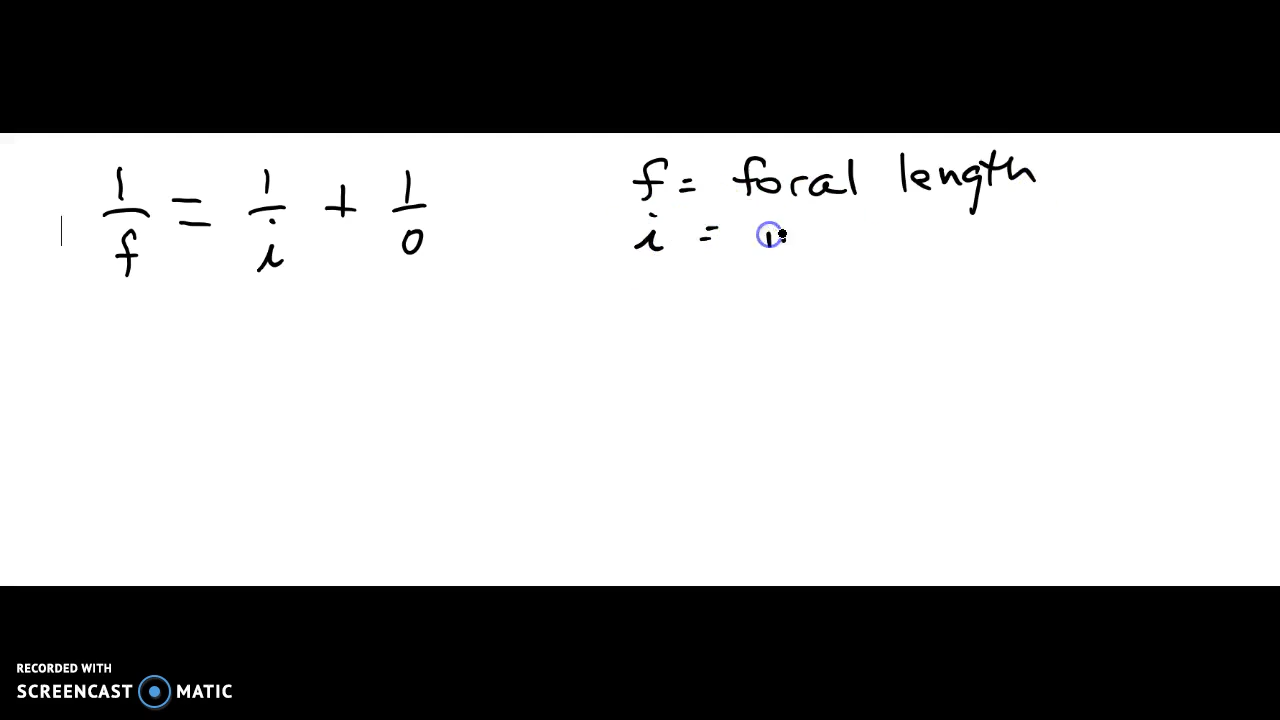 1/f = 1/i + 1/o
f = focal length
i =
RECORDED WITH
SCREENCAST MATIC